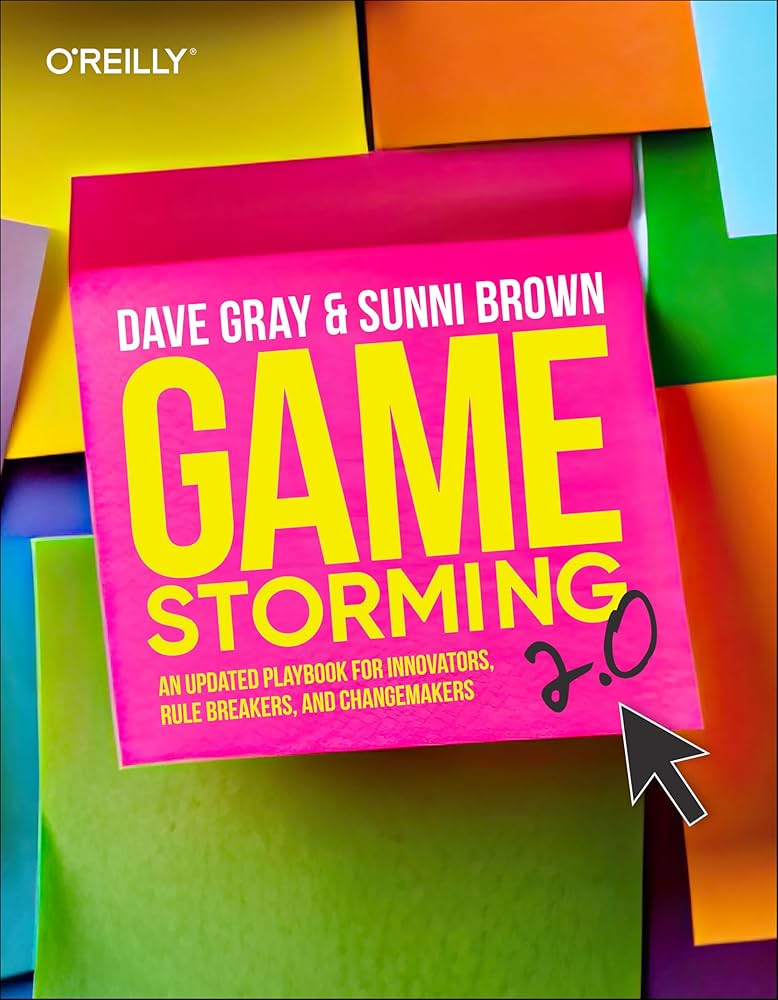 O'REILLY®
DAVE GRAY & SUNNI BROWN
GAME
STORMING
2.0
AN UPDATED PLAYBOOK FOR INNOVATORS,
RULE BREAKERS, AND CHANGEMAKERS